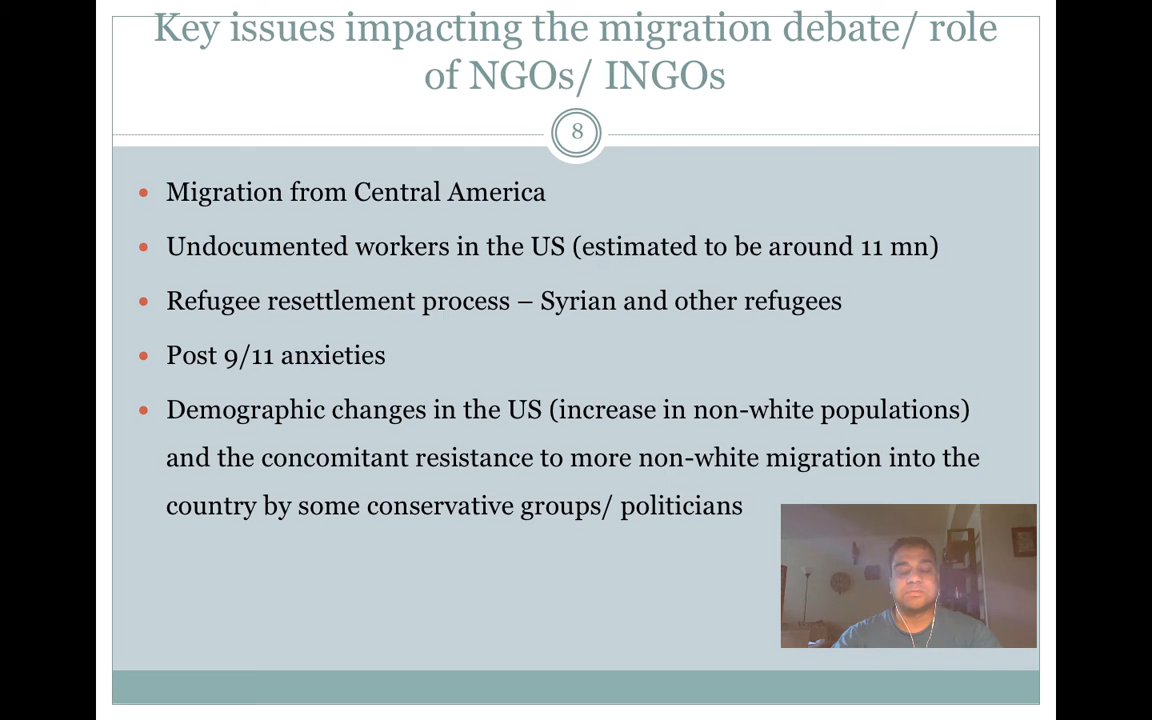 Key issues impacting the migration debate/ role
of NGOs/ INGOs
8
• Migration from Central America
• Undocumented workers in the US (estimated to be around 11 mn)
• Refugee resettlement process – Syrian and other refugees
• Post 9/11 anxieties
• Demographic changes in the US (increase in non-white populations)
and the concomitant resistance to more non-white migration into the
country by some conservative groups/ politicians